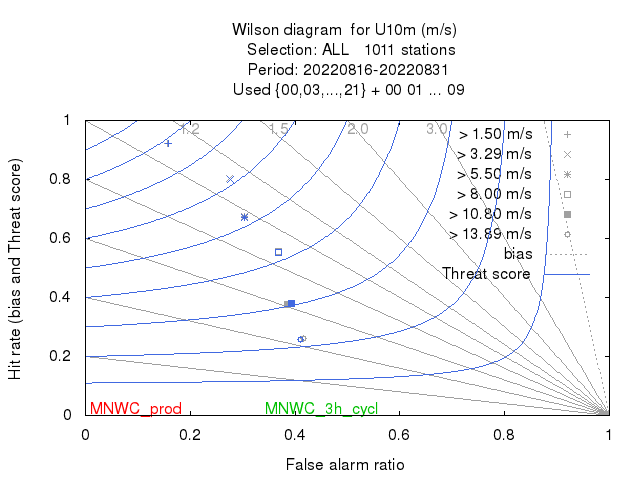 Wilson diagram for U10m (m/s)
Selection: ALL 1011 stations
Period: 20220816-20220831
Used {00,03,...,21} + 00 01 ... 09
Hit rate (bias and Threat score)
1
0.8
0.6
0.4
0.2
0
1.2
1.5
2.0
3.0
> 1.50 m/s
> 3.29 m/s
> 5.50 m/s
> 8.00 m/s
> 10.80 m/s
> 13.89 m/s
bias
Threat score
MNWC_prod
MNWC_3h_cycl
0 0.2 0.4 0.6 0.8 1
False alarm ratio